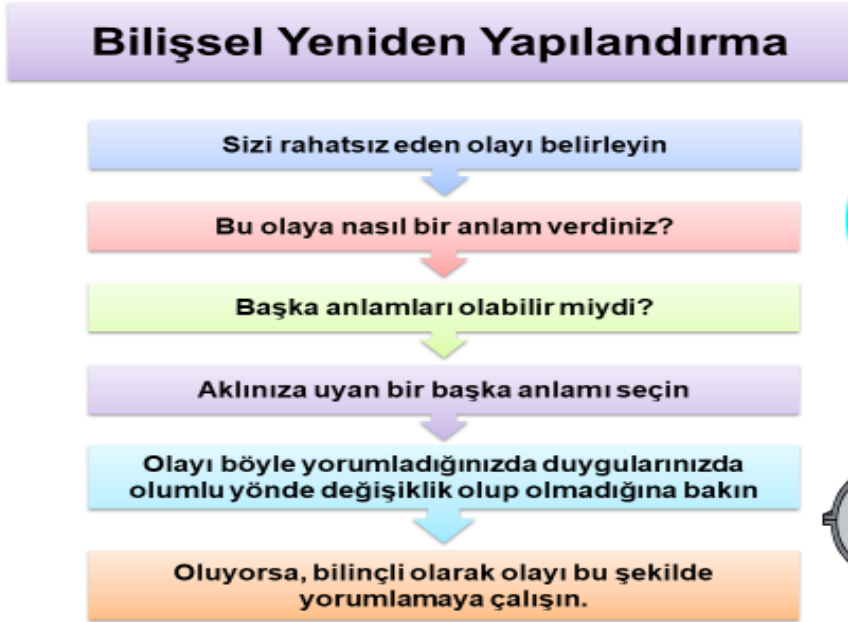 Bilişsel Yeniden Yapılandırma
Sizi rahatsız eden olayı belirleyin
Bu olaya nasıl bir anlam verdiniz?
Başka anlamları olabilir miydi?
Aklınıza uyan bir başka anlamı seçin
Olayı böyle yorumladığınızda duygularınızda
olumlu yönde değişiklik olup olmadığına bakın
Oluyorsa, bilinçli olarak olayı bu şekilde
yorumlamaya çalışın.